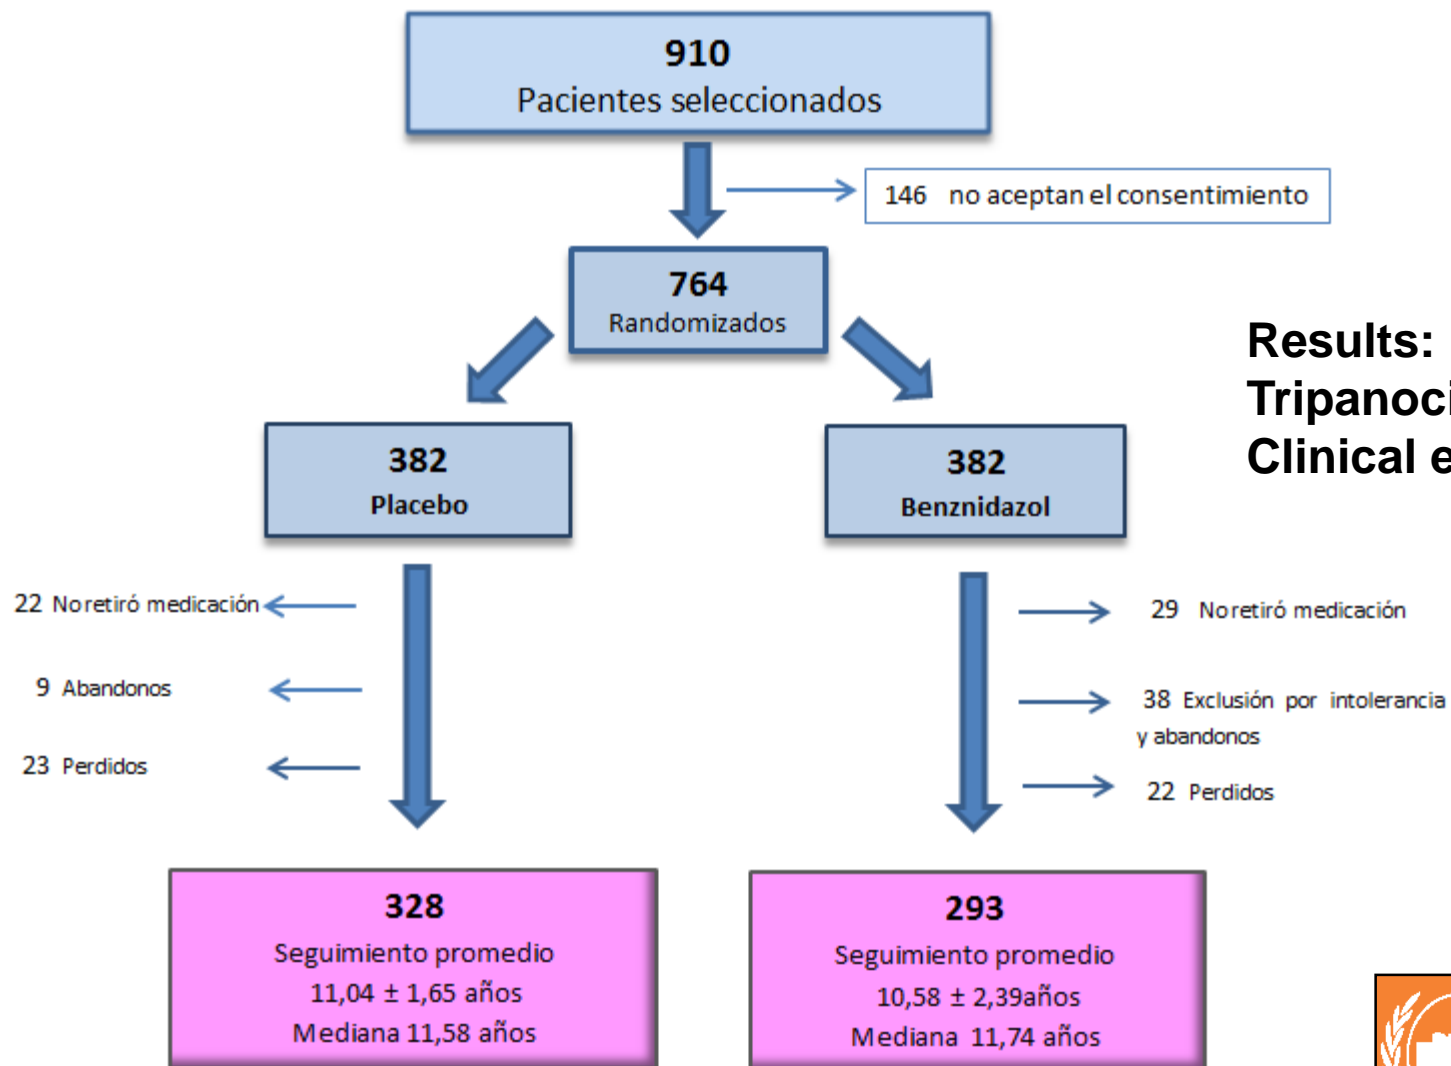 910
Pacientes seleccionados
146 no aceptan el consentimiento
764
Randomizados
Results:
Tripanoci
Clinical e
382
Placebo
382
Benznidazol
22 No retiró medicación
9 Abandonos
23 Perdidos
29 No retiró medicación
38 Exclusión por intolerancia
y abandonos
22 Perdidos
328
Seguimiento promedio
11,04 ± 1,65 años
Mediana 11,58 años
293
Seguimiento promedio
10,58 ± 2,39años
Mediana 11,74 años